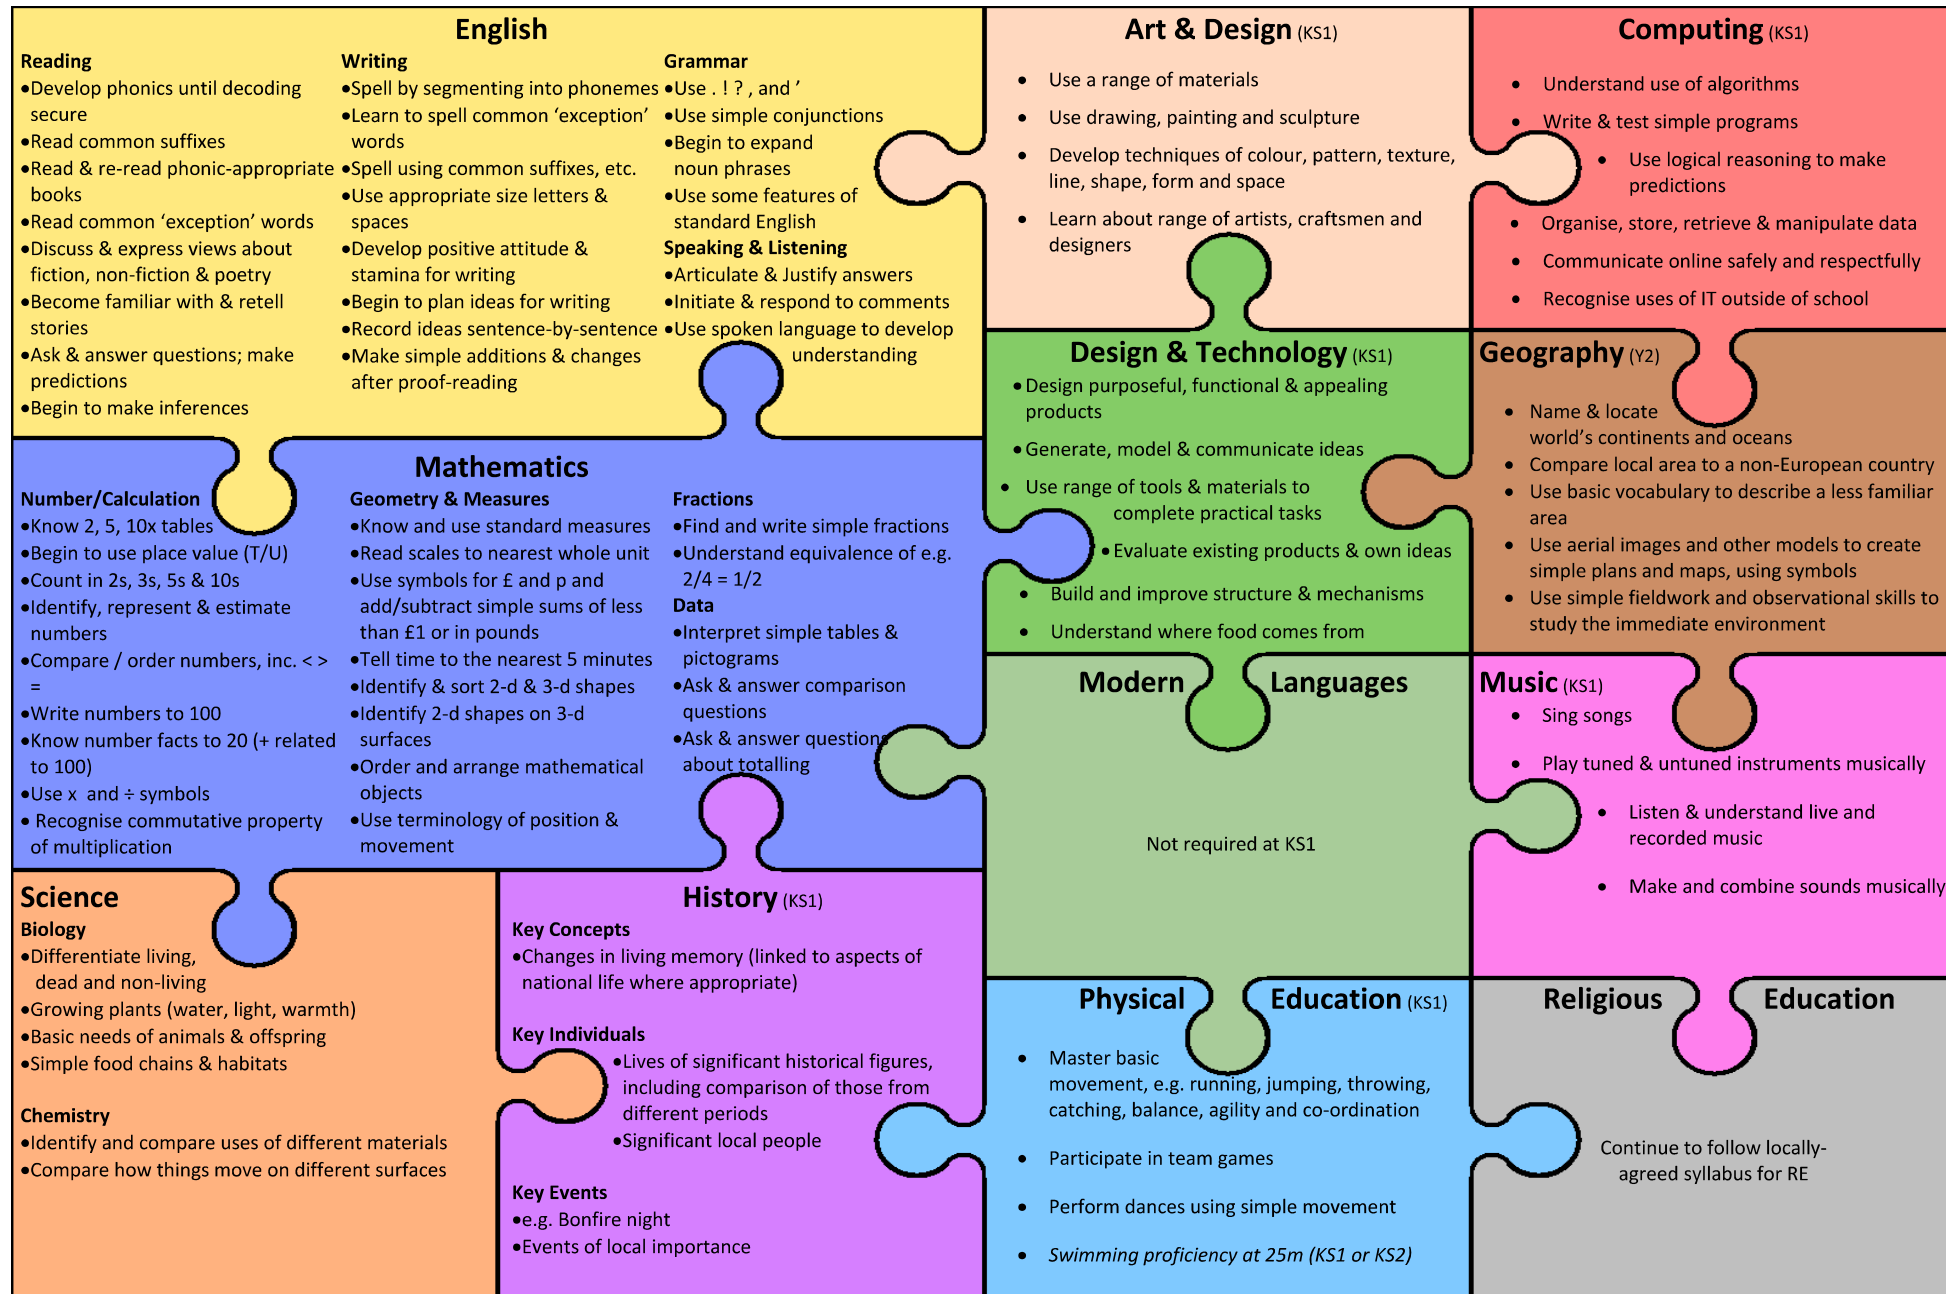 English
Reading
•Develop phonics until decoding
secure
•Read common suffixes
•Read & re-read phonic-appropriate
books
•Read common ‘exception’ words
•Discuss & express views about
fiction, non-fiction & poetry
•Become familiar with & retell
stories
•Ask & answer questions; make
predictions
•Begin to make inferences
Writing
•Spell by segmenting into phonemes
•Learn to spell common ‘exception’
words
•Spell using common suffixes, etc.
•Use appropriate size letters &
spaces
•Develop positive attitude &
stamina for writing
•Begin to plan ideas for writing
•Record ideas sentence-by-sentence
•Make simple additions & changes
after proof-reading
Grammar
•Use . ! ? , and ’
•Use simple conjunctions
•Begin to expand
noun phrases
•Use some features of
standard English
Speaking & Listening
•Articulate & Justify answers
•Initiate & respond to comments
•Use spoken language to develop
understanding
Art & Design (KS1)
• Use a range of materials
• Use drawing, painting and sculpture
• Develop techniques of colour, pattern, texture,
line, shape, form and space
• Learn about range of artists, craftsmen and
designers
Computing (KS1)
• Understand use of algorithms
• Write & test simple programs
• Use logical reasoning to make
predictions
• Organise, store, retrieve & manipulate data
• Communicate online safely and respectfully
• Recognise uses of IT outside of school
Mathematics
Number/Calculation
•Know 2, 5, 10x tables
•Begin to use place value (T/U)
•Count in 2s, 3s, 5s & 10s
•Identify, represent & estimate
numbers
•Compare / order numbers, inc. < >
=
•Write numbers to 100
•Know number facts to 20 (+ related
to 100)
•Use x and ÷ symbols
• Recognise commutative property
of multiplication
Geometry & Measures
•Know and use standard measures
•Read scales to nearest whole unit
•Use symbols for £ and p and
add/subtract simple sums of less
than £1 or in pounds
•Tell time to the nearest 5 minutes
•Identify & sort 2-d & 3-d shapes
•Identify 2-d shapes on 3-d
surfaces
•Order and arrange mathematical
objects
•Use terminology of position &
movement
Fractions
•Find and write simple fractions
•Understand equivalence of e.g.
2/4 = 1/2
Data
•Interpret simple tables &
pictograms
•Ask & answer comparison
questions
•Ask & answer questions
about totalling
Design & Technology (KS1)
•Design purposeful, functional & appealing
products
•Generate, model & communicate ideas
• Use range of tools & materials to
complete practical tasks
•Evaluate existing products & own ideas
• Build and improve structure & mechanisms
• Understand where food comes from
Geography (Y2)
• Name & locate
world’s continents and oceans
• Compare local area to a non-European country
• Use basic vocabulary to describe a less familiar
area
• Use aerial images and other models to create
simple plans and maps, using symbols
• Use simple fieldwork and observational skills to
study the immediate environment
Modern Languages
Not required at KS1
Music (KS1)
• Sing songs
• Play tuned & untuned instruments musically
• Listen & understand live and
recorded music
• Make and combine sounds musically
Science
Biology
•Differentiate living,
dead and non-living
•Growing plants (water, light, warmth)
•Basic needs of animals & offspring
•Simple food chains & habitats
Chemistry
•Identify and compare uses of different materials
•Compare how things move on different surfaces
History (KS1)
Key Concepts
•Changes in living memory (linked to aspects of
national life where appropriate)
Key Individuals
•Lives of significant historical figures,
including comparison of those from
different periods
•Significant local people
Key Events
•e.g. Bonfire night
•Events of local importance
Physical Education (KS1)
• Master basic
movement, e.g. running, jumping, throwing,
catching, balance, agility and co-ordination
• Participate in team games
• Perform dances using simple movement
• Swimming proficiency at 25m (KS1 or KS2)
Religious Education
Continue to follow locally-
agreed syllabus for RE